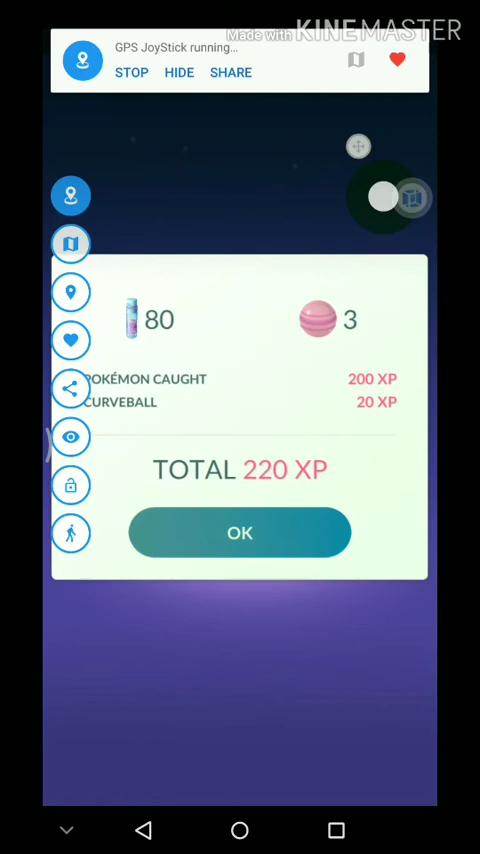 Made with KINEMASTER
GPS JoyStick running...
STOP HIDE SHARE
80 3
POKÉMON CAUGHT 200 XP
CURVEBALL 20 XP
TOTAL 220 XP
OK